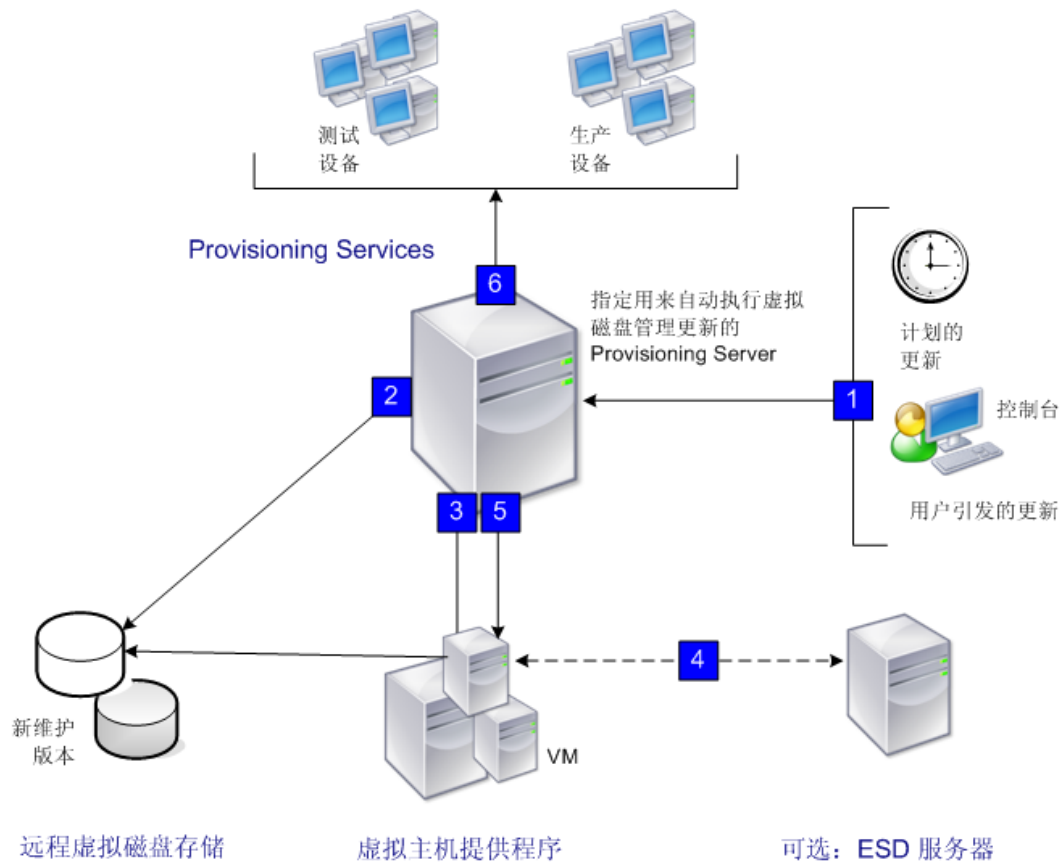 测试
设备
生产
设备
Provisioning Services
6
指定用来自动执行虚拟
磁盘管理更新的
Provisioning Server
计划的
更新
2
1
控制台
用户引发的更新
3
5
4
新维护
版本
VM
远程虚拟磁盘存储
虚拟主机提供程序
可选：ESD 服务器